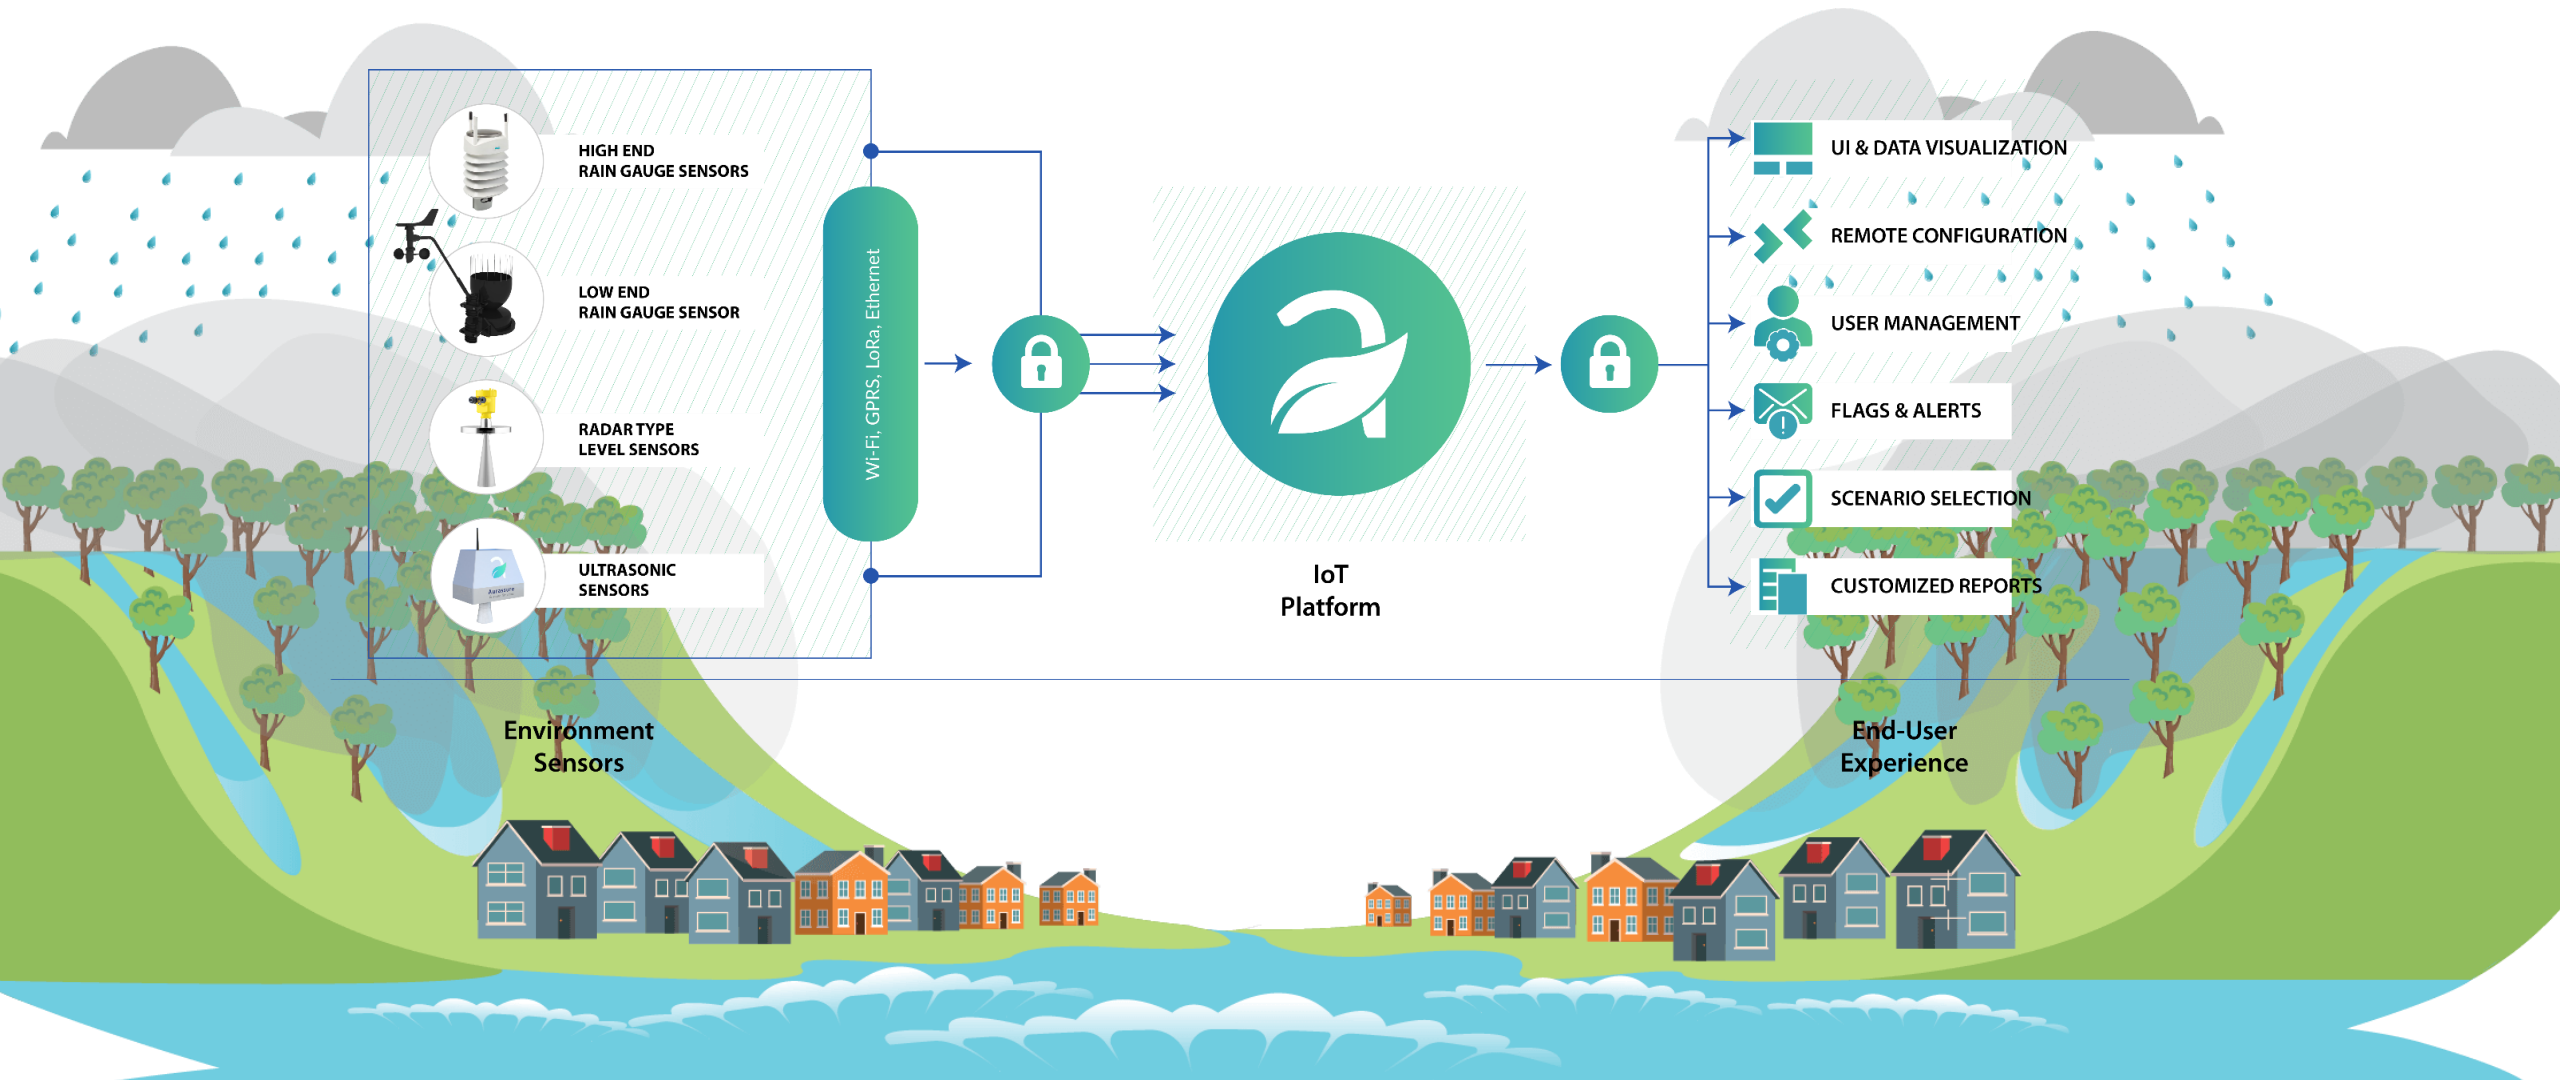 HIGH END
RAIN GAUGE SENSORS
LOW END
RAIN GAUGE SENSOR
RADAR TYPE
LEVEL SENSORS
ULTRASONIC
SENSORS
Wi-Fi, GPRS, LoRa, Ethernet
IoT
Platform
UI & DATA VISUALIZATION
REMOTE CONFIGURATION
USER MANAGEMENT
FLAGS & ALERTS
SCENARIO SELECTION
CUSTOMIZED REPORTS
Environment
Sensors
End-User
Experience